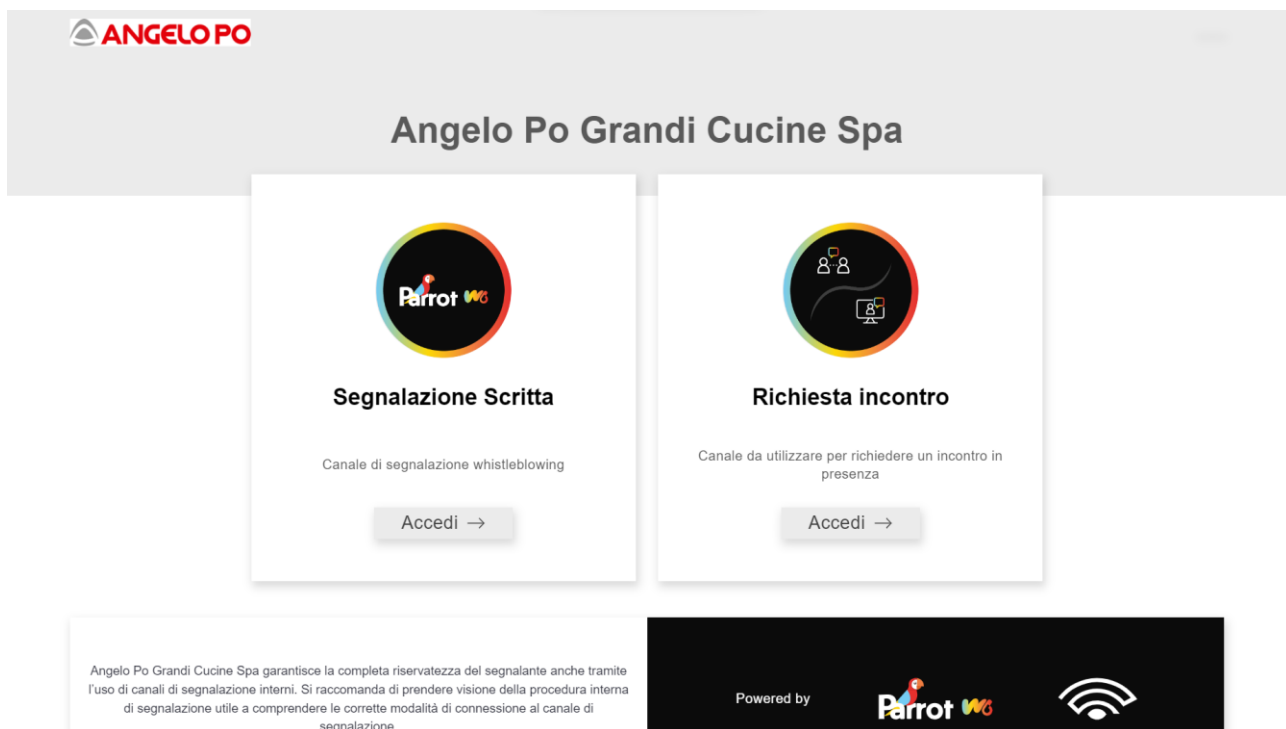 ANGELO PO
Angelo Po Grandi Cucine Spa
Parrot
Segnalazione Scritta
Canale di segnalazione whistleblowing
Accedi →
Richiesta incontro
Canale da utilizzare per richiedere un incontro in
presenza
Accedi →
Angelo Po Grandi Cucine Spa garantisce la completa riservatezza del segnalante anche tramite
l'uso di canali di segnalazione interni. Si raccomanda di prendere visione della procedura interna
di segnalazione utile a comprendere le corrette modalità di connessione al canale di
segnalazione
Powered by
Parrot